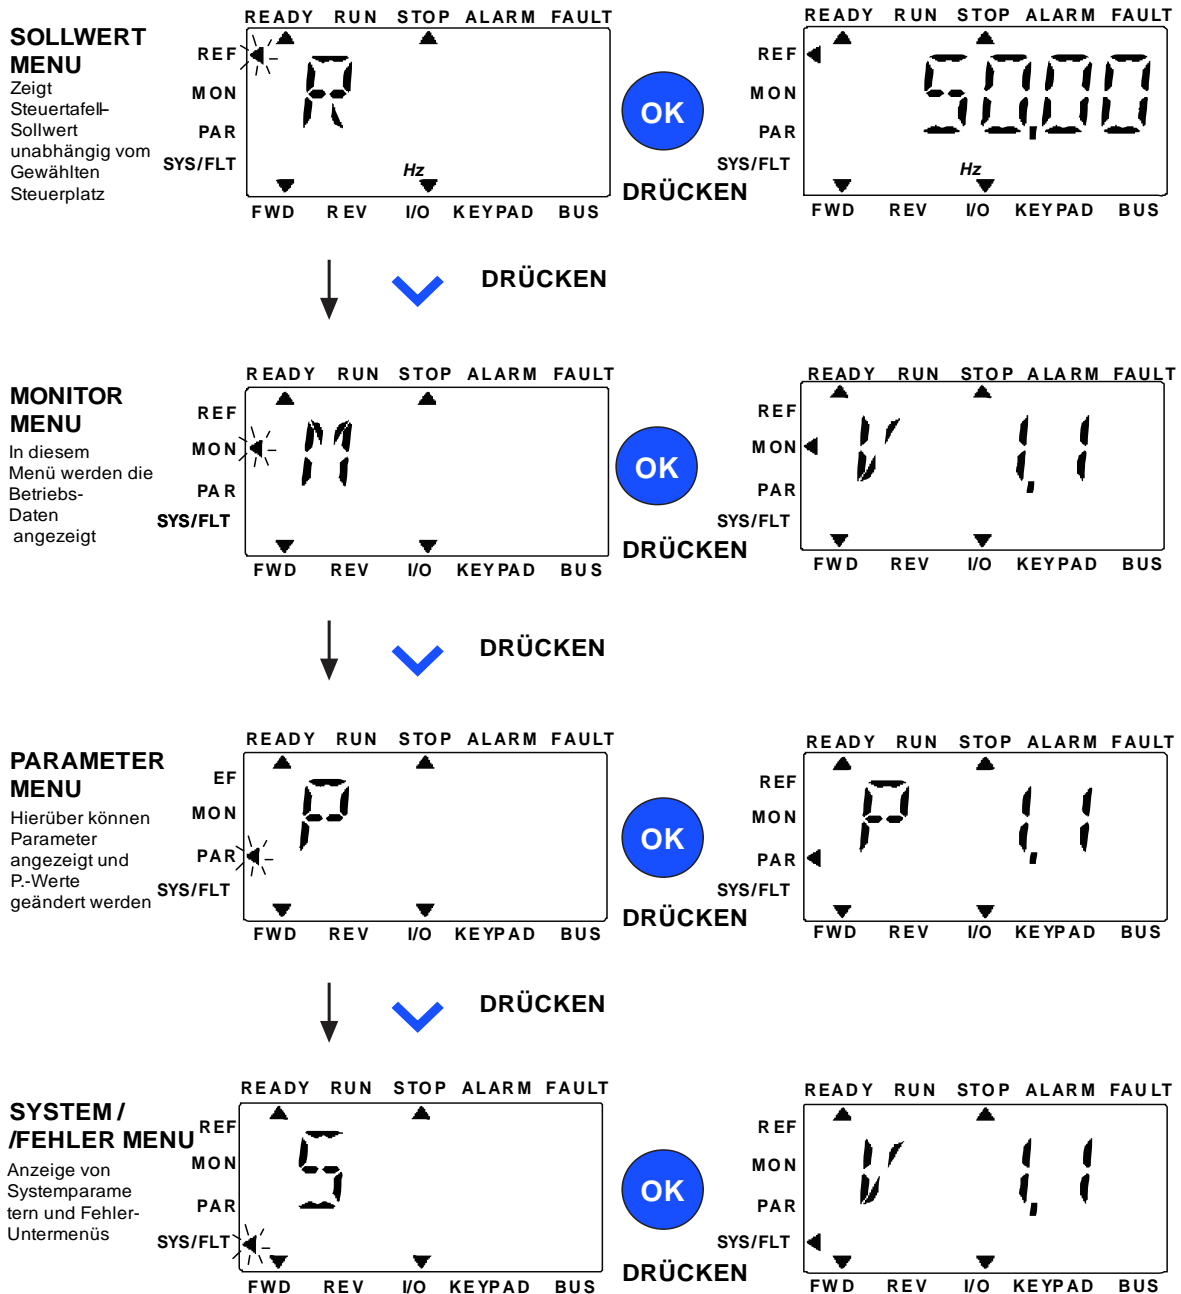 READY RUN STOP ALARM FAULT
READY RUN STOP ALARM FAULT
SOLLWERT
MENU
Zeigt
Steuertafell-
Sollwert
unabhängig vom
Gewählten
Steuerplatz
REF
MON
PAR
SYS/FLT
R
Hz
FWD REV I/O KEYPAD BUS
OK
DRÜCKEN
REF
MON
PAR
SYS/FLT
50,00
Hz
FWD REV I/O KEYPAD BUS
DRÜCKEN
READY RUN STOP ALARM FAULT
READY RUN STOP ALARM FAULT
MONITOR
MENU
In diesem
Menü werden die
Betriebs-
Daten
angezeigt
REF
MON
PAR
SYS/FLT
M
FWD REV I/O KEYPAD BUS
OK
DRÜCKEN
REF
MON
PAR
SYS/FLT
V 1,1
FWD REV I/O KEYPAD BUS
DRÜCKEN
READY RUN STOP ALARM FAULT
READY RUN STOP ALARM FAULT
PARAMETER
MENU
Hierüber können
Parameter
angezeigt und
P.-Werte
geändert werden
EF
MON
PAR
SYS/FLT
P
FWD REV I/O KEYPAD BUS
OK
DRÜCKEN
REF
MON
PAR
SYS/FLT
P 1,1
FWD REV I/O KEYPAD BUS
DRÜCKEN
READY RUN STOP ALARM FAULT
READY RUN STOP ALARM FAULT
SYSTEM /
/FEHLER MENU
Anzeige von
Systemparame
tern und Fehler-
Untermenüs
REF
MON
PAR
SYS/FLT
S
FWD REV I/O KEYPAD BUS
OK
DRÜCKEN
REF
MON
PAR
SYS/FLT
V 1,1
FWD REV I/O KEYPAD BUS